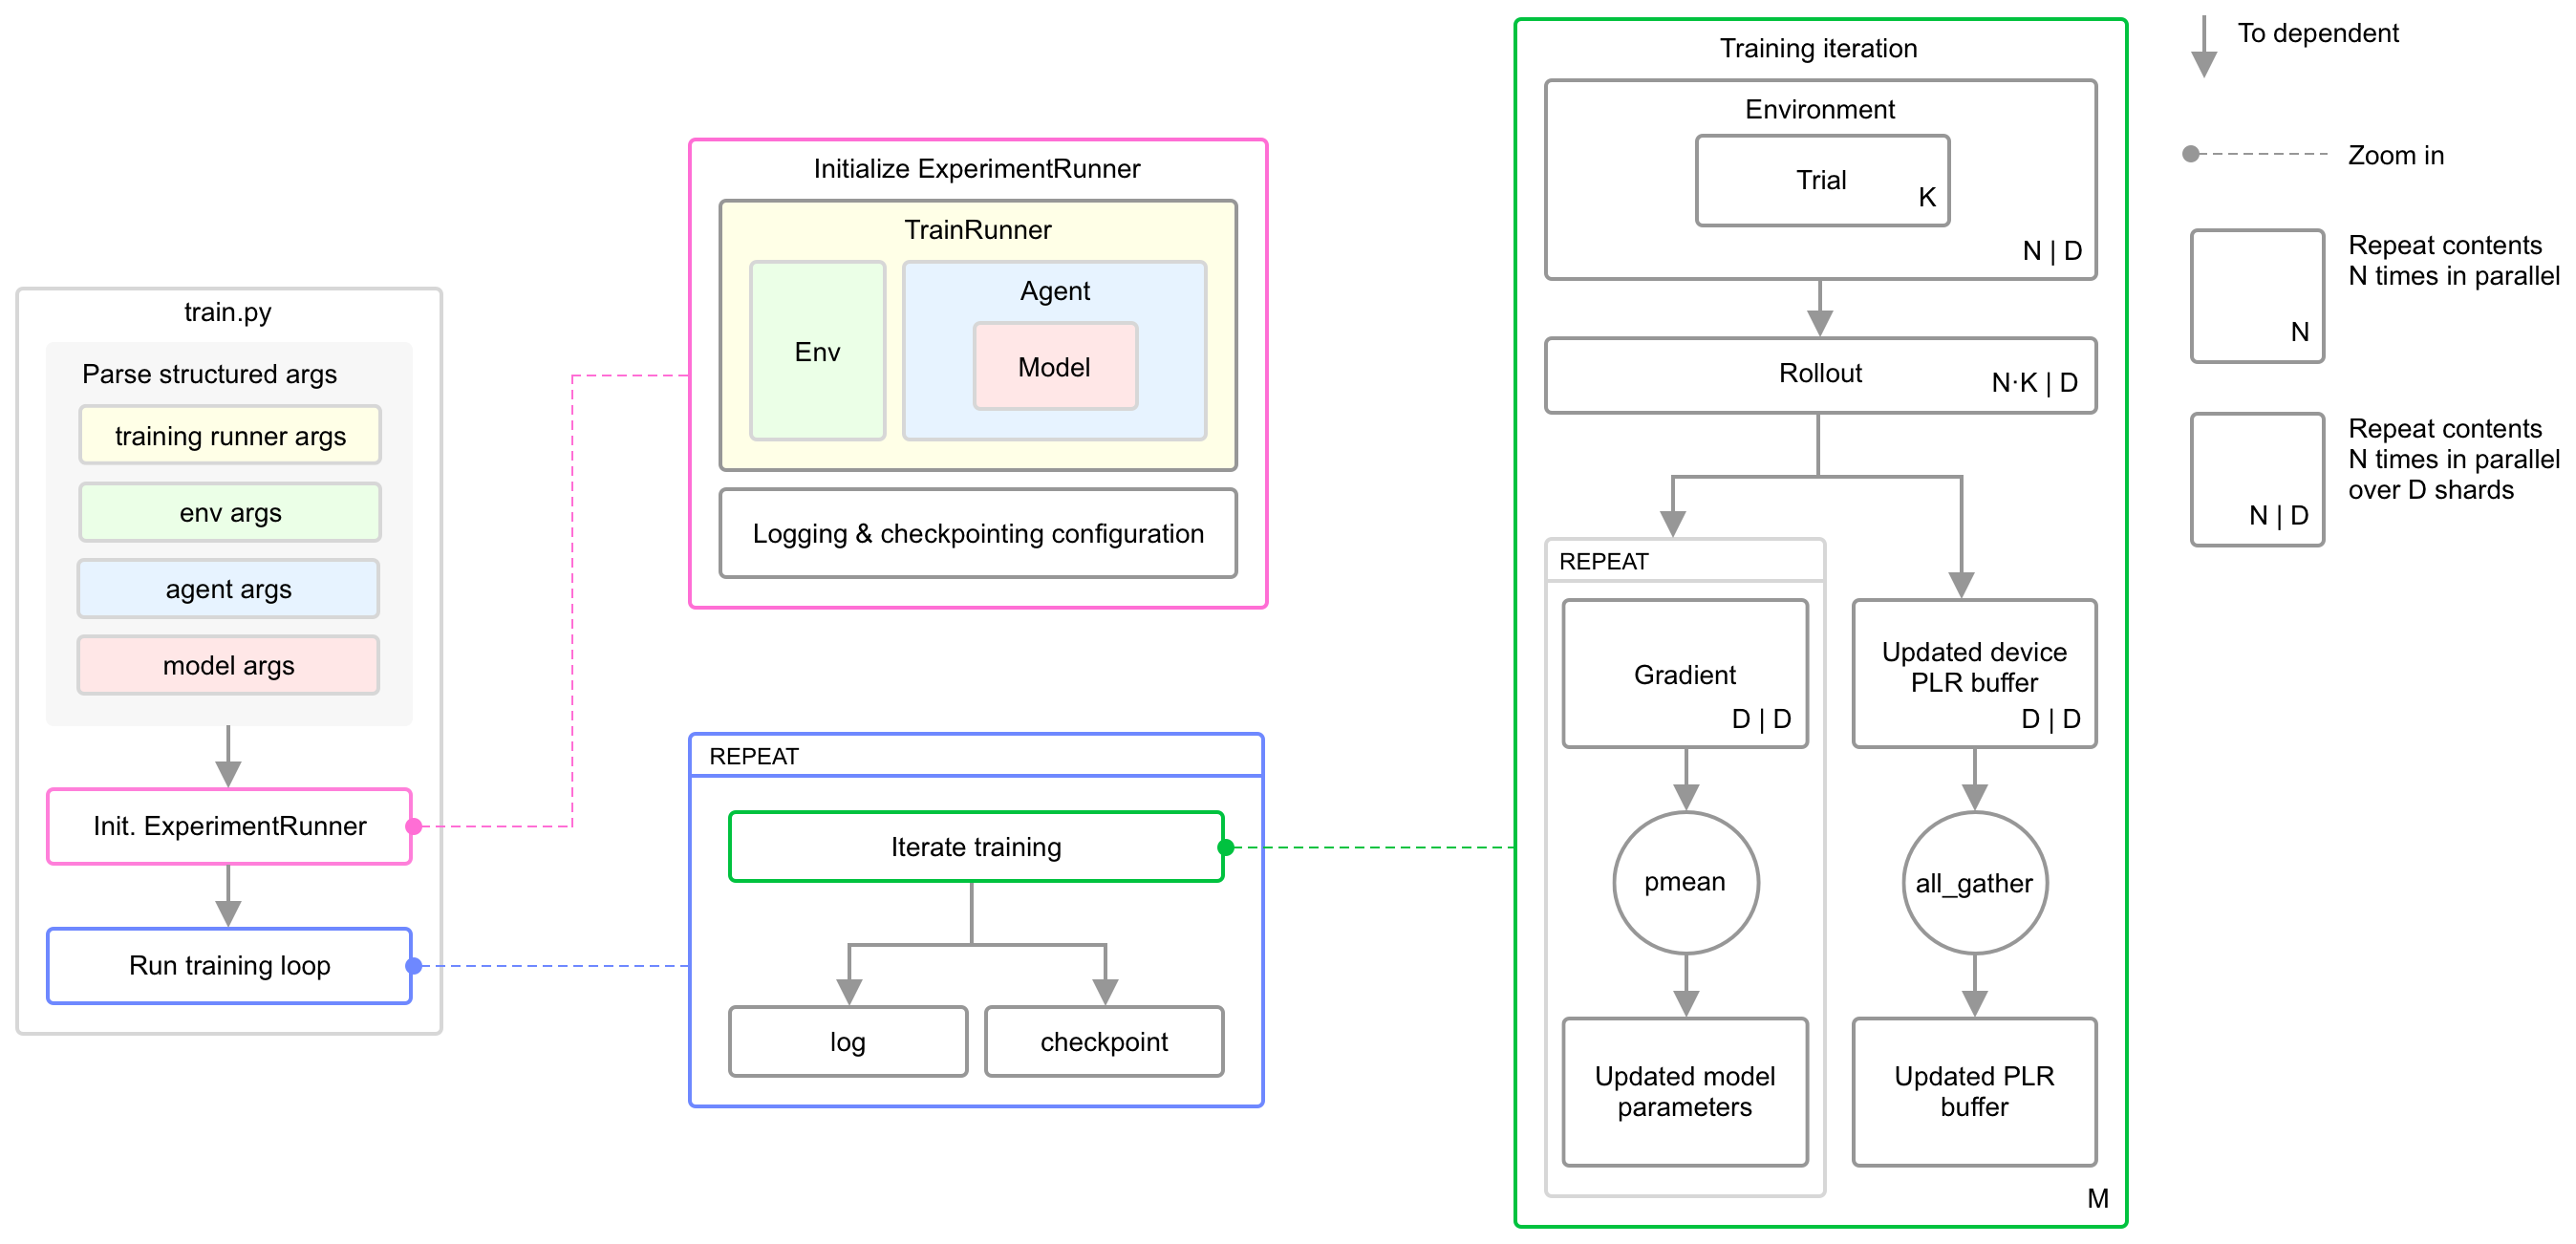 train.py
Parse structured args
training runner args
env args
agent args
model args
Init. ExperimentRunner
Run training loop
Initialize ExperimentRunner
TrainRunner
Env
Agent
Model
Logging & checkpointing configuration
REPEAT
Iterate training
log
checkpoint
Training iteration
Environment
Trial
K
N | D
Rollout
N·K | D
REPEAT
Gradient
D | D
pmean
Updated model
parameters
Updated device
PLR buffer
D | D
all_gather
Updated PLR
buffer
M
To dependent
Zoom in
N
Repeat contents
N times in parallel
N | D
Repeat contents
N times in parallel
over D shards